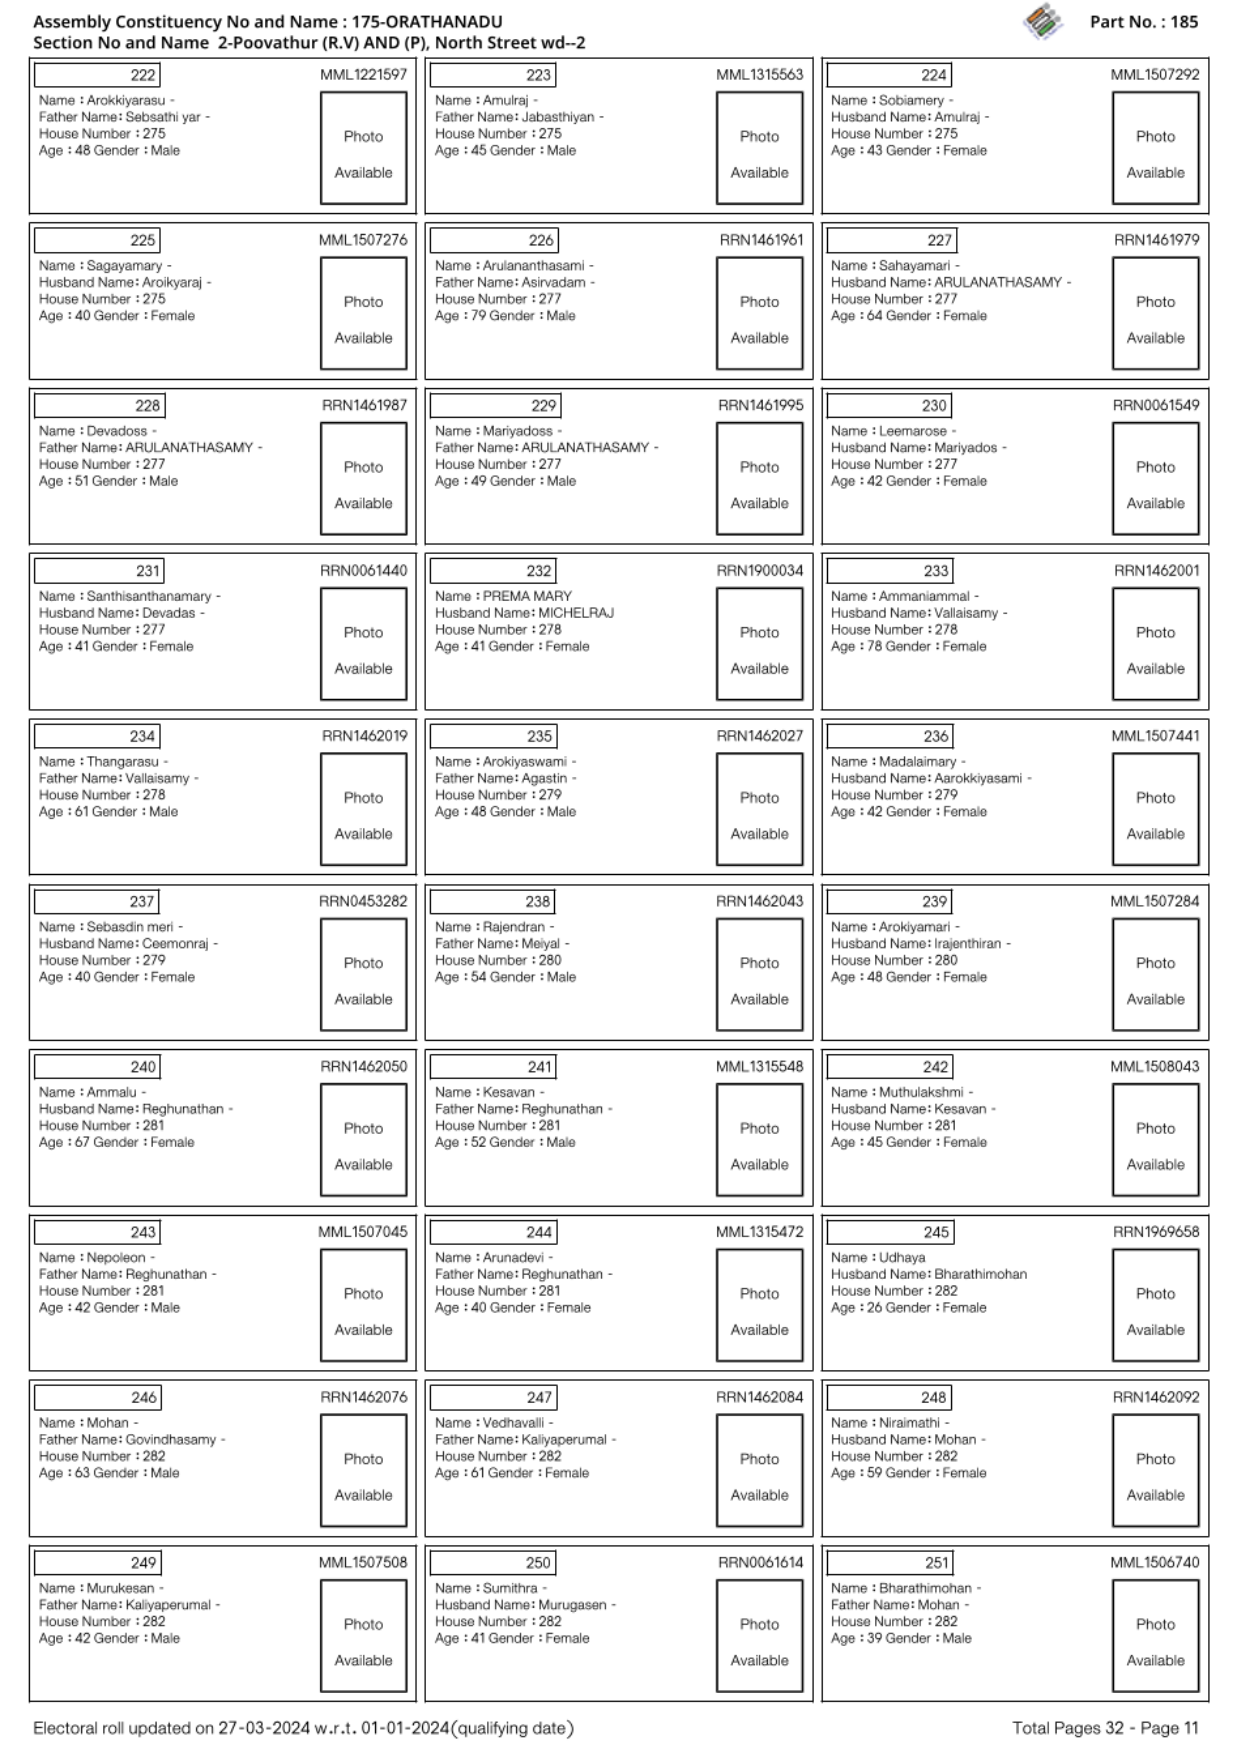 Assembly Constituency No and Name : 175-ORATHANADU
Part No. : 185
Section No and Name 2-Poovathur (R.V) AND (P), North Street wd--2
222 MML1221597
Name : Arokkiyarasu -
Father Name: Sebsathi yar -
House Number : 275
Age : 48 Gender : Male
Photo
Available
223 MML1315563
Name : Amulraj -
Father Name: Jabasthiyan -
House Number : 275
Age : 45 Gender : Male
Photo
Available
224 MML1507292
Name : Sobiamery -
Husband Name: Amulraj -
House Number : 275
Age : 43 Gender : Female
Photo
Available
225 MML1507276
Name : Sagayamary -
Husband Name: Aroikyaraj -
House Number : 275
Age : 40 Gender : Female
Photo
Available
226 RRN1461961
Name : Arulananthasami -
Father Name: Asirvadam -
House Number : 277
Age : 79 Gender : Male
Photo
Available
227 RRN1461979
Name : Sahayamari -
Husband Name: ARULANATHASAMY -
House Number : 277
Age : 64 Gender : Female
Photo
Available
228 RRN1461987
Name : Devadoss -
Father Name: ARULANATHASAMY -
House Number : 277
Age : 51 Gender : Male
Photo
Available
229 RRN1461995
Name : Mariyadoss -
Father Name: ARULANATHASAMY -
House Number : 277
Age : 49 Gender : Male
Photo
Available
230 RRN0061549
Name : Leemarose -
Husband Name: Mariyados -
House Number : 277
Age : 42 Gender : Female
Photo
Available
231 RRN0061440
Name : Santhisanthanamary -
Husband Name: Devadas -
House Number : 277
Age : 41 Gender : Female
Photo
Available
232 RRN1900034
Name : PREMA MARY
Husband Name: MICHELRAJ
House Number : 278
Age : 41 Gender : Female
Photo
Available
233 RRN1462001
Name : Ammaniammal -
Husband Name: Vallaisamy -
House Number : 278
Age : 78 Gender : Female
Photo
Available
234 RRN1462019
Name : Thangarasu -
Father Name: Vallaisamy -
House Number : 278
Age : 61 Gender : Male
Photo
Available
235 RRN1462027
Name : Arokiyaswami -
Father Name: Agastin -
House Number : 279
Age : 48 Gender : Male
Photo
Available
236 MML1507441
Name : Madalaimary -
Husband Name: Aarokkiyasami -
House Number : 279
Age : 42 Gender : Female
Photo
Available
237 RRN0453282
Name : Sebasdin meri -
Husband Name: Ceemonraj -
House Number : 279
Age : 40 Gender : Female
Photo
Available
238 RRN1462043
Name : Rajendran -
Father Name: Meiyal -
House Number : 280
Age : 54 Gender : Male
Photo
Available
239 MML1507284
Name : Arokiyamari -
Husband Name: Irajenthiran -
House Number : 280
Age : 48 Gender : Female
Photo
Available
240 RRN1462050
Name : Ammalu -
Husband Name: Reghunathan -
House Number : 281
Age : 67 Gender : Female
Photo
Available
241 MML1315548
Name : Kesavan -
Father Name: Reghunathan -
House Number : 281
Age : 52 Gender : Male
Photo
Available
242 MML1508043
Name : Muthulakshmi -
Husband Name: Kesavan -
House Number : 281
Age : 45 Gender : Female
Photo
Available
243 MML1507045
Name : Nepoleon -
Father Name: Reghunathan -
House Number : 281
Age : 42 Gender : Male
Photo
Available
244 MML1315472
Name : Arunadevi -
Father Name: Reghunathan -
House Number : 281
Age : 40 Gender : Female
Photo
Available
245 RRN1969658
Name : Udhaya
Husband Name: Bharathimohan
House Number : 282
Age : 26 Gender : Female
Photo
Available
246 RRN1462076
Name : Mohan -
Father Name: Govindhasamy -
House Number : 282
Age : 63 Gender : Male
Photo
Available
247 RRN1462084
Name : Vedhavalli -
Father Name: Kaliyaperumal -
House Number : 282
Age : 61 Gender : Female
Photo
Available
248 RRN1462092
Name : Niraimathi -
Husband Name: Mohan -
House Number : 282
Age : 59 Gender : Female
Photo
Available
249 MML1507508
Name : Murukesan -
Father Name: Kaliyaperumal -
House Number : 282
Age : 42 Gender : Male
Photo
Available
250 RRN0061614
Name : Sumithra -
Husband Name: Murugasen -
House Number : 282
Age : 41 Gender : Female
Photo
Available
251 MML1506740
Name : Bharathimohan -
Father Name: Mohan -
House Number : 282
Age : 39 Gender : Male
Photo
Available
Electoral roll updated on 27-03-2024 w.r.t. 01-01-2024(qualifying date)
Total Pages 32 - Page 11